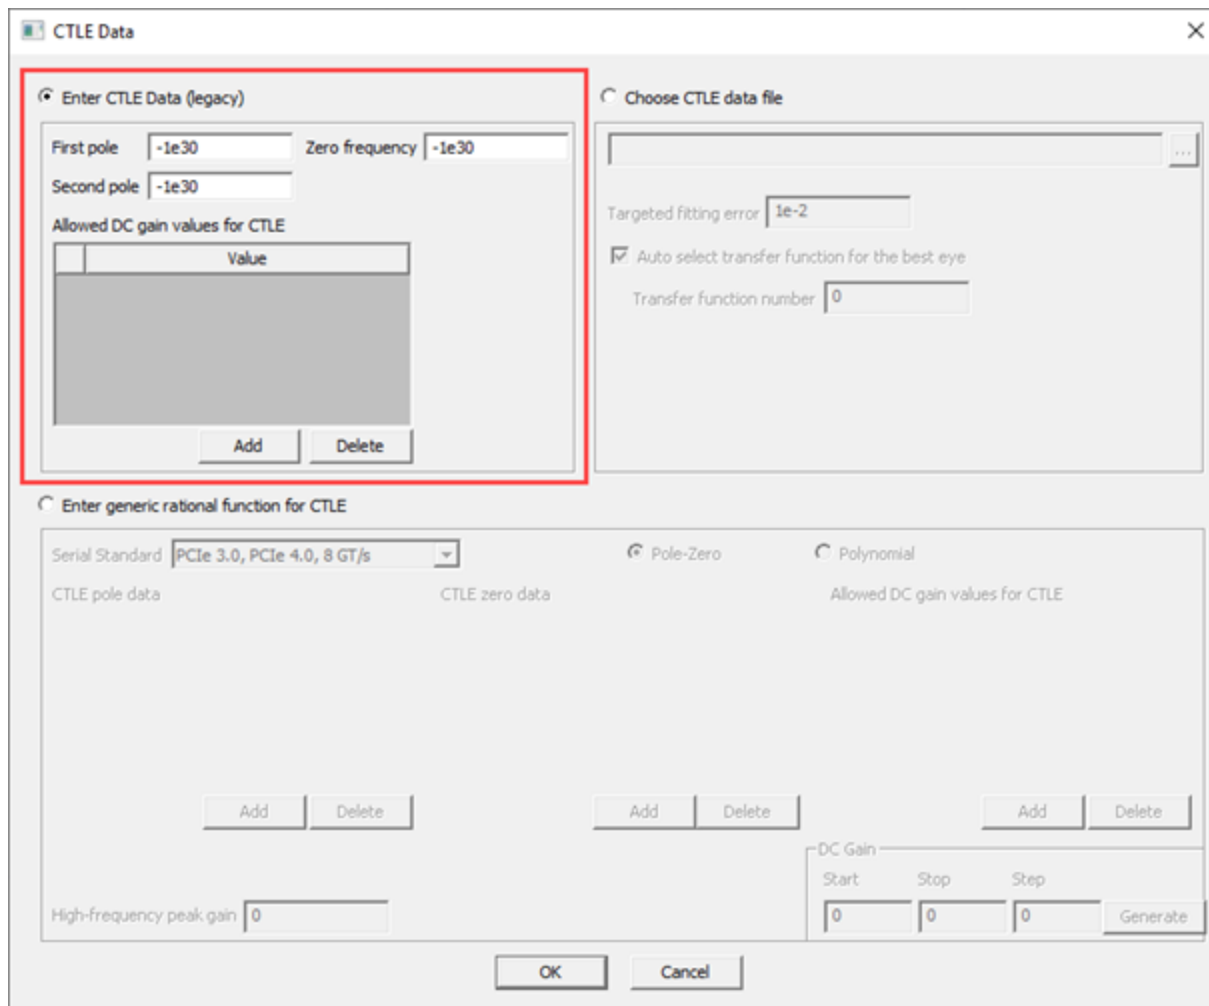 CTLE Data
Enter CTLE Data (legacy)
First pole -1e30 Zero frequency -1e30
Second pole -1e30
Allowed DC gain values for CTLE
Value
Add Delete
Choose CTLE data file
...
Targeted fitting error 1e-2
Auto select transfer function for the best eye
Transfer function number 0
Enter generic rational function for CTLE
Serial Standard PCIe 3.0, PCIe 4.0, 8 GT/s Pole-Zero Polynomial
CTLE pole data CTLE zero data Allowed DC gain values for CTLE
Add Delete Add Delete Add Delete
DC Gain
Start Stop Step
High-frequency peak gain 0 0 0 0 Generate
OK Cancel